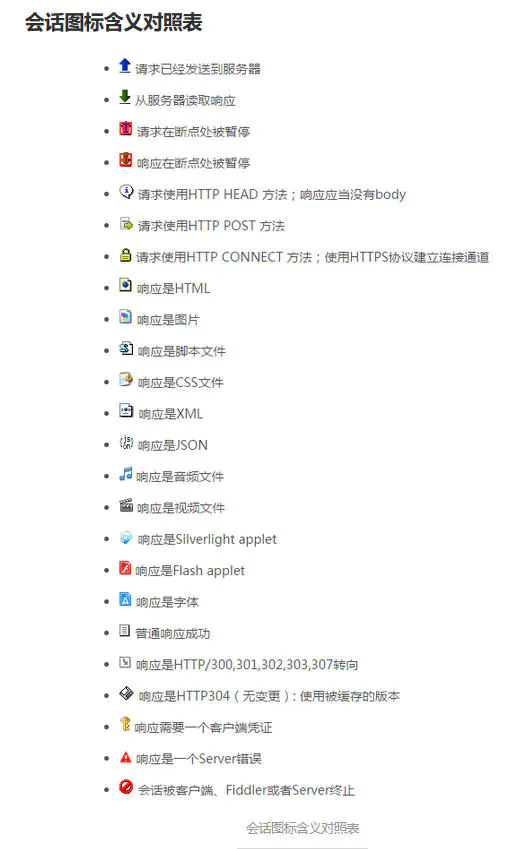 会话图标含义对照表
请求已经发送到服务器
从服务器读取响应
请求在断点处被暂停
响应在断点处被暂停
请求使用HTTP HEAD 方法；响应应当没有body
请求使用HTTP POST 方法
请求使用HTTP CONNECT 方法；使用HTTPS协议建立连接通道
响应是HTML
响应是图片
响应是脚本文件
响应是CSS文件
响应是XML
响应是JSON
响应是音频文件
响应是视频文件
响应是Silverlight applet
响应是Flash applet
响应是字体
普通响应成功
响应是HTTP/300,301,302,303,307转向
响应是HTTP304（无变更）: 使用被缓存的版本
响应需要一个客户端凭证
响应是一个Server错误
会话被客户端、Fiddler或者Server终止
会话图标含义对照表